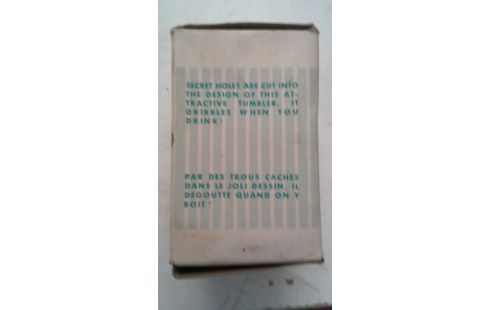 SECRET HOLES ARE CUT INTO
THE DESIGN OF THIS AT-
TRACTIVE TUMBLER. IT
DRIBBLES WHEN YOU
DRINK!
PAR DES TROUS CACHES
DANS LE JOLI DESSIN, IL
DEGOUTTE QUAND ON Y
BOIT!